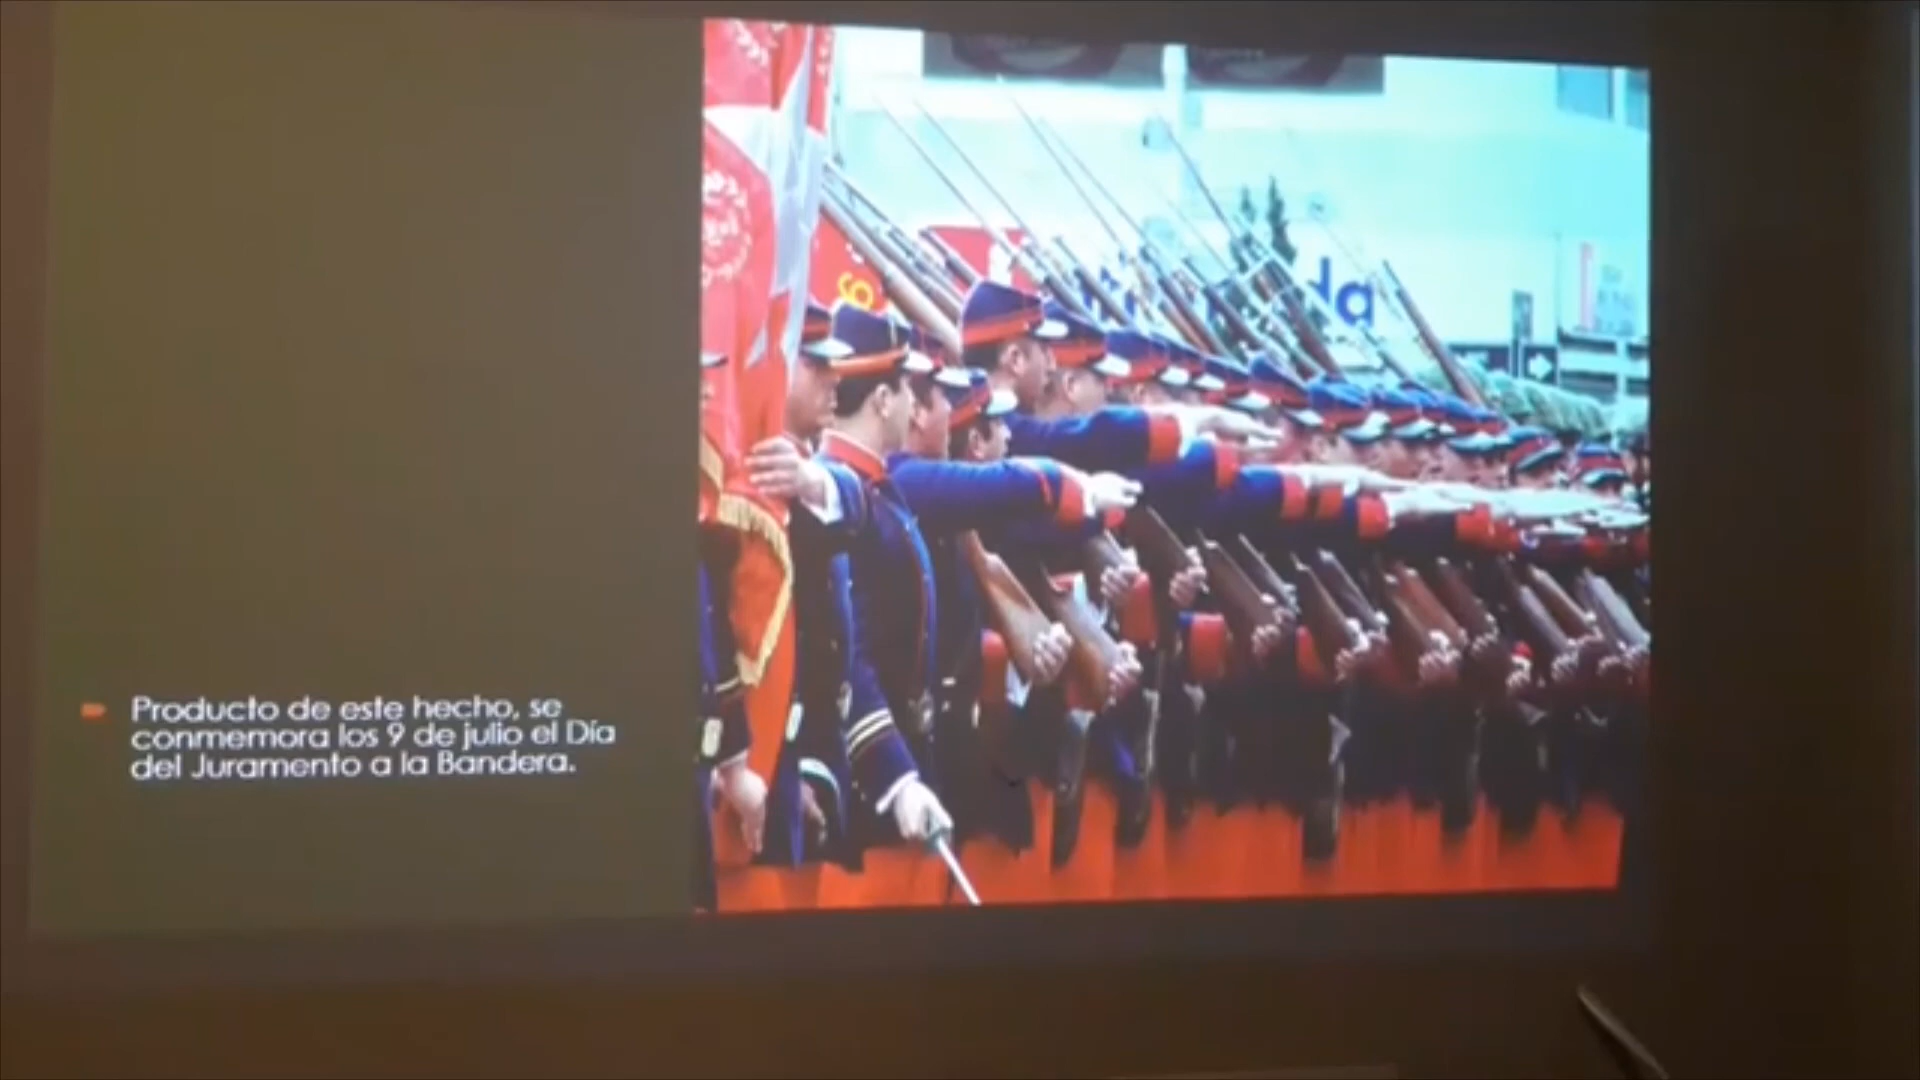 Producto de este hecho, se
conmemora los 9 de julio el Día
del Juramento a la Bandera.